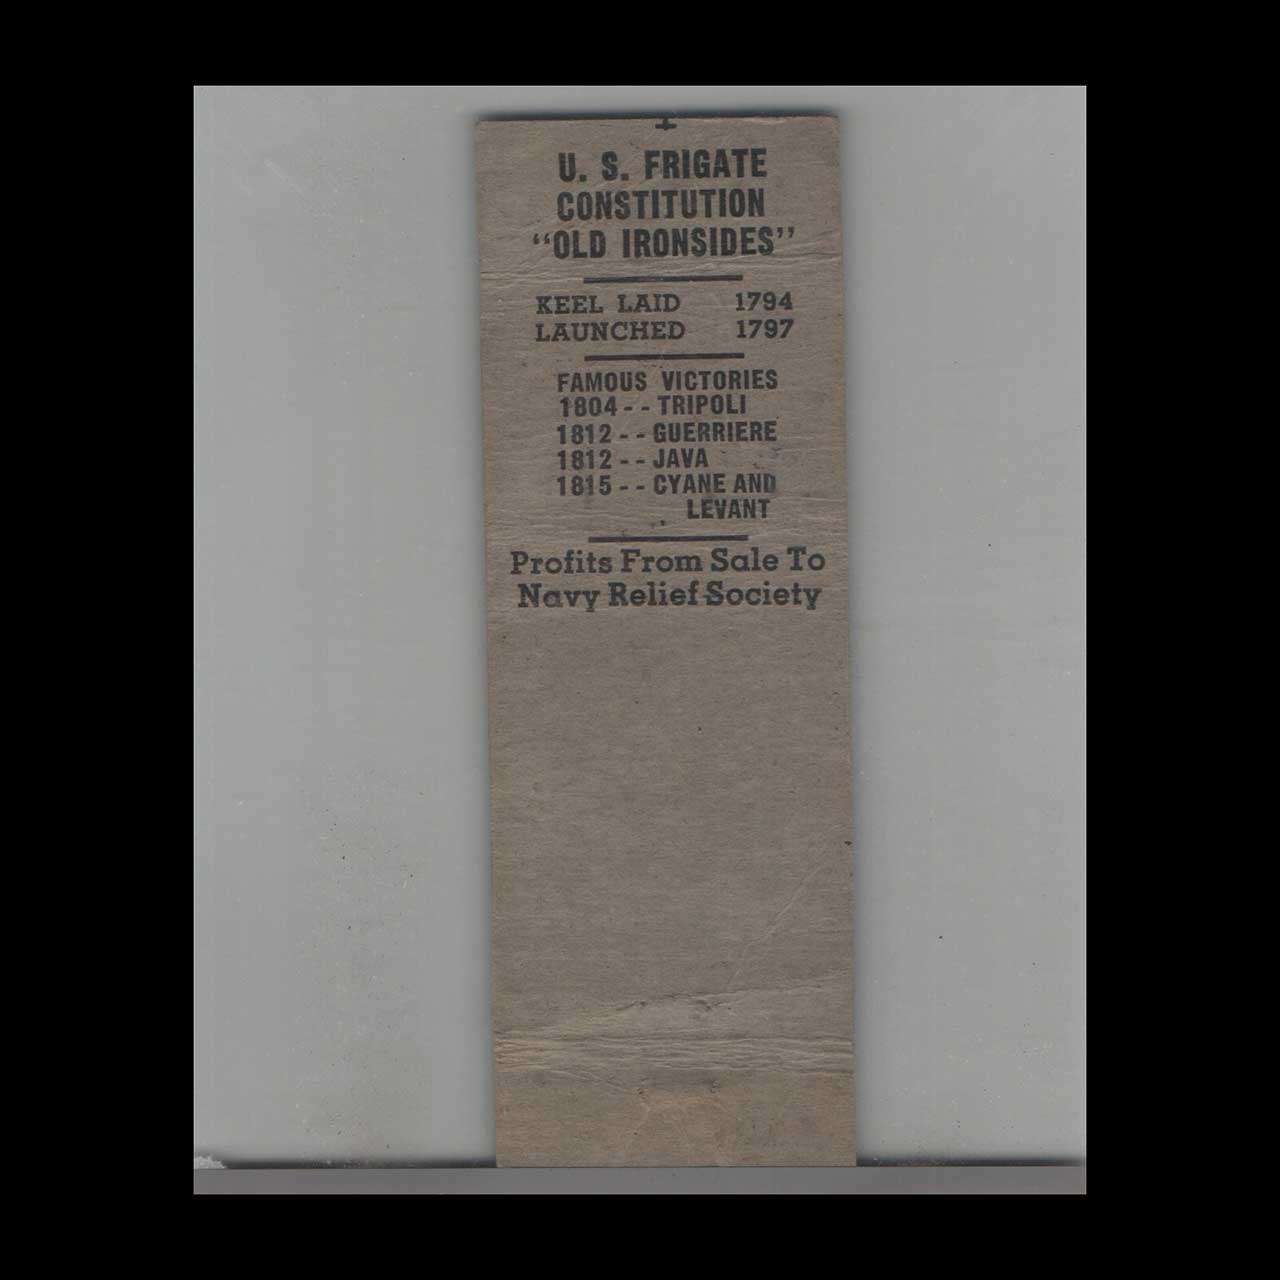 U. S. FRIGATE
CONSTITUTION
“OLD IRONSIDES”
KEEL LAID 1794
LAUNCHED 1797
FAMOUS VICTORIES
1804 - - TRIPOLI
1812 - - GUERRIERE
1812 - - JAVA
1815 - - CYANE AND
LEVANT
Profits From Sale To
Navy Relief Society